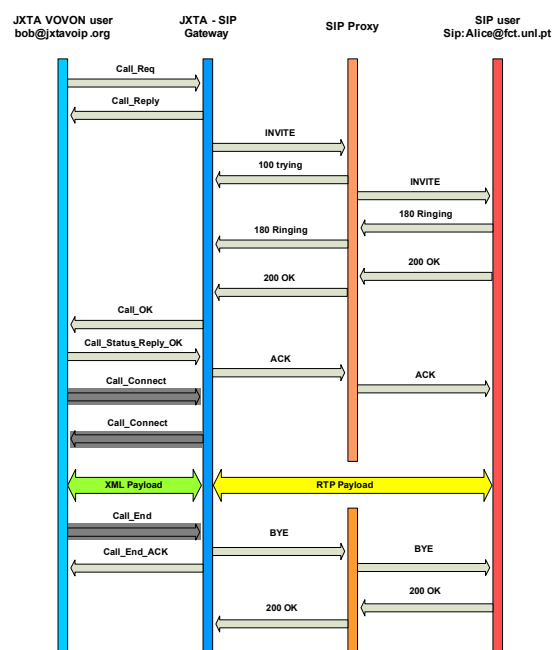 JXTA VOVON user
bob@jxtavoip.org
JXTA - SIP
Gateway
SIP Proxy
SIP user
Sip:Alice@fct.unl.pt
Call_Req
Call_Reply
INVITE
100 trying
INVITE
180 Ringing
180 Ringing
200 OK
200 OK
Call_OK
Call_Status_Reply_OK
ACK
ACK
Call_Connect
Call_Connect
XML Payload
RTP Payload
Call_End
BYE
BYE
Call_End_ACK
200 OK
200 OK